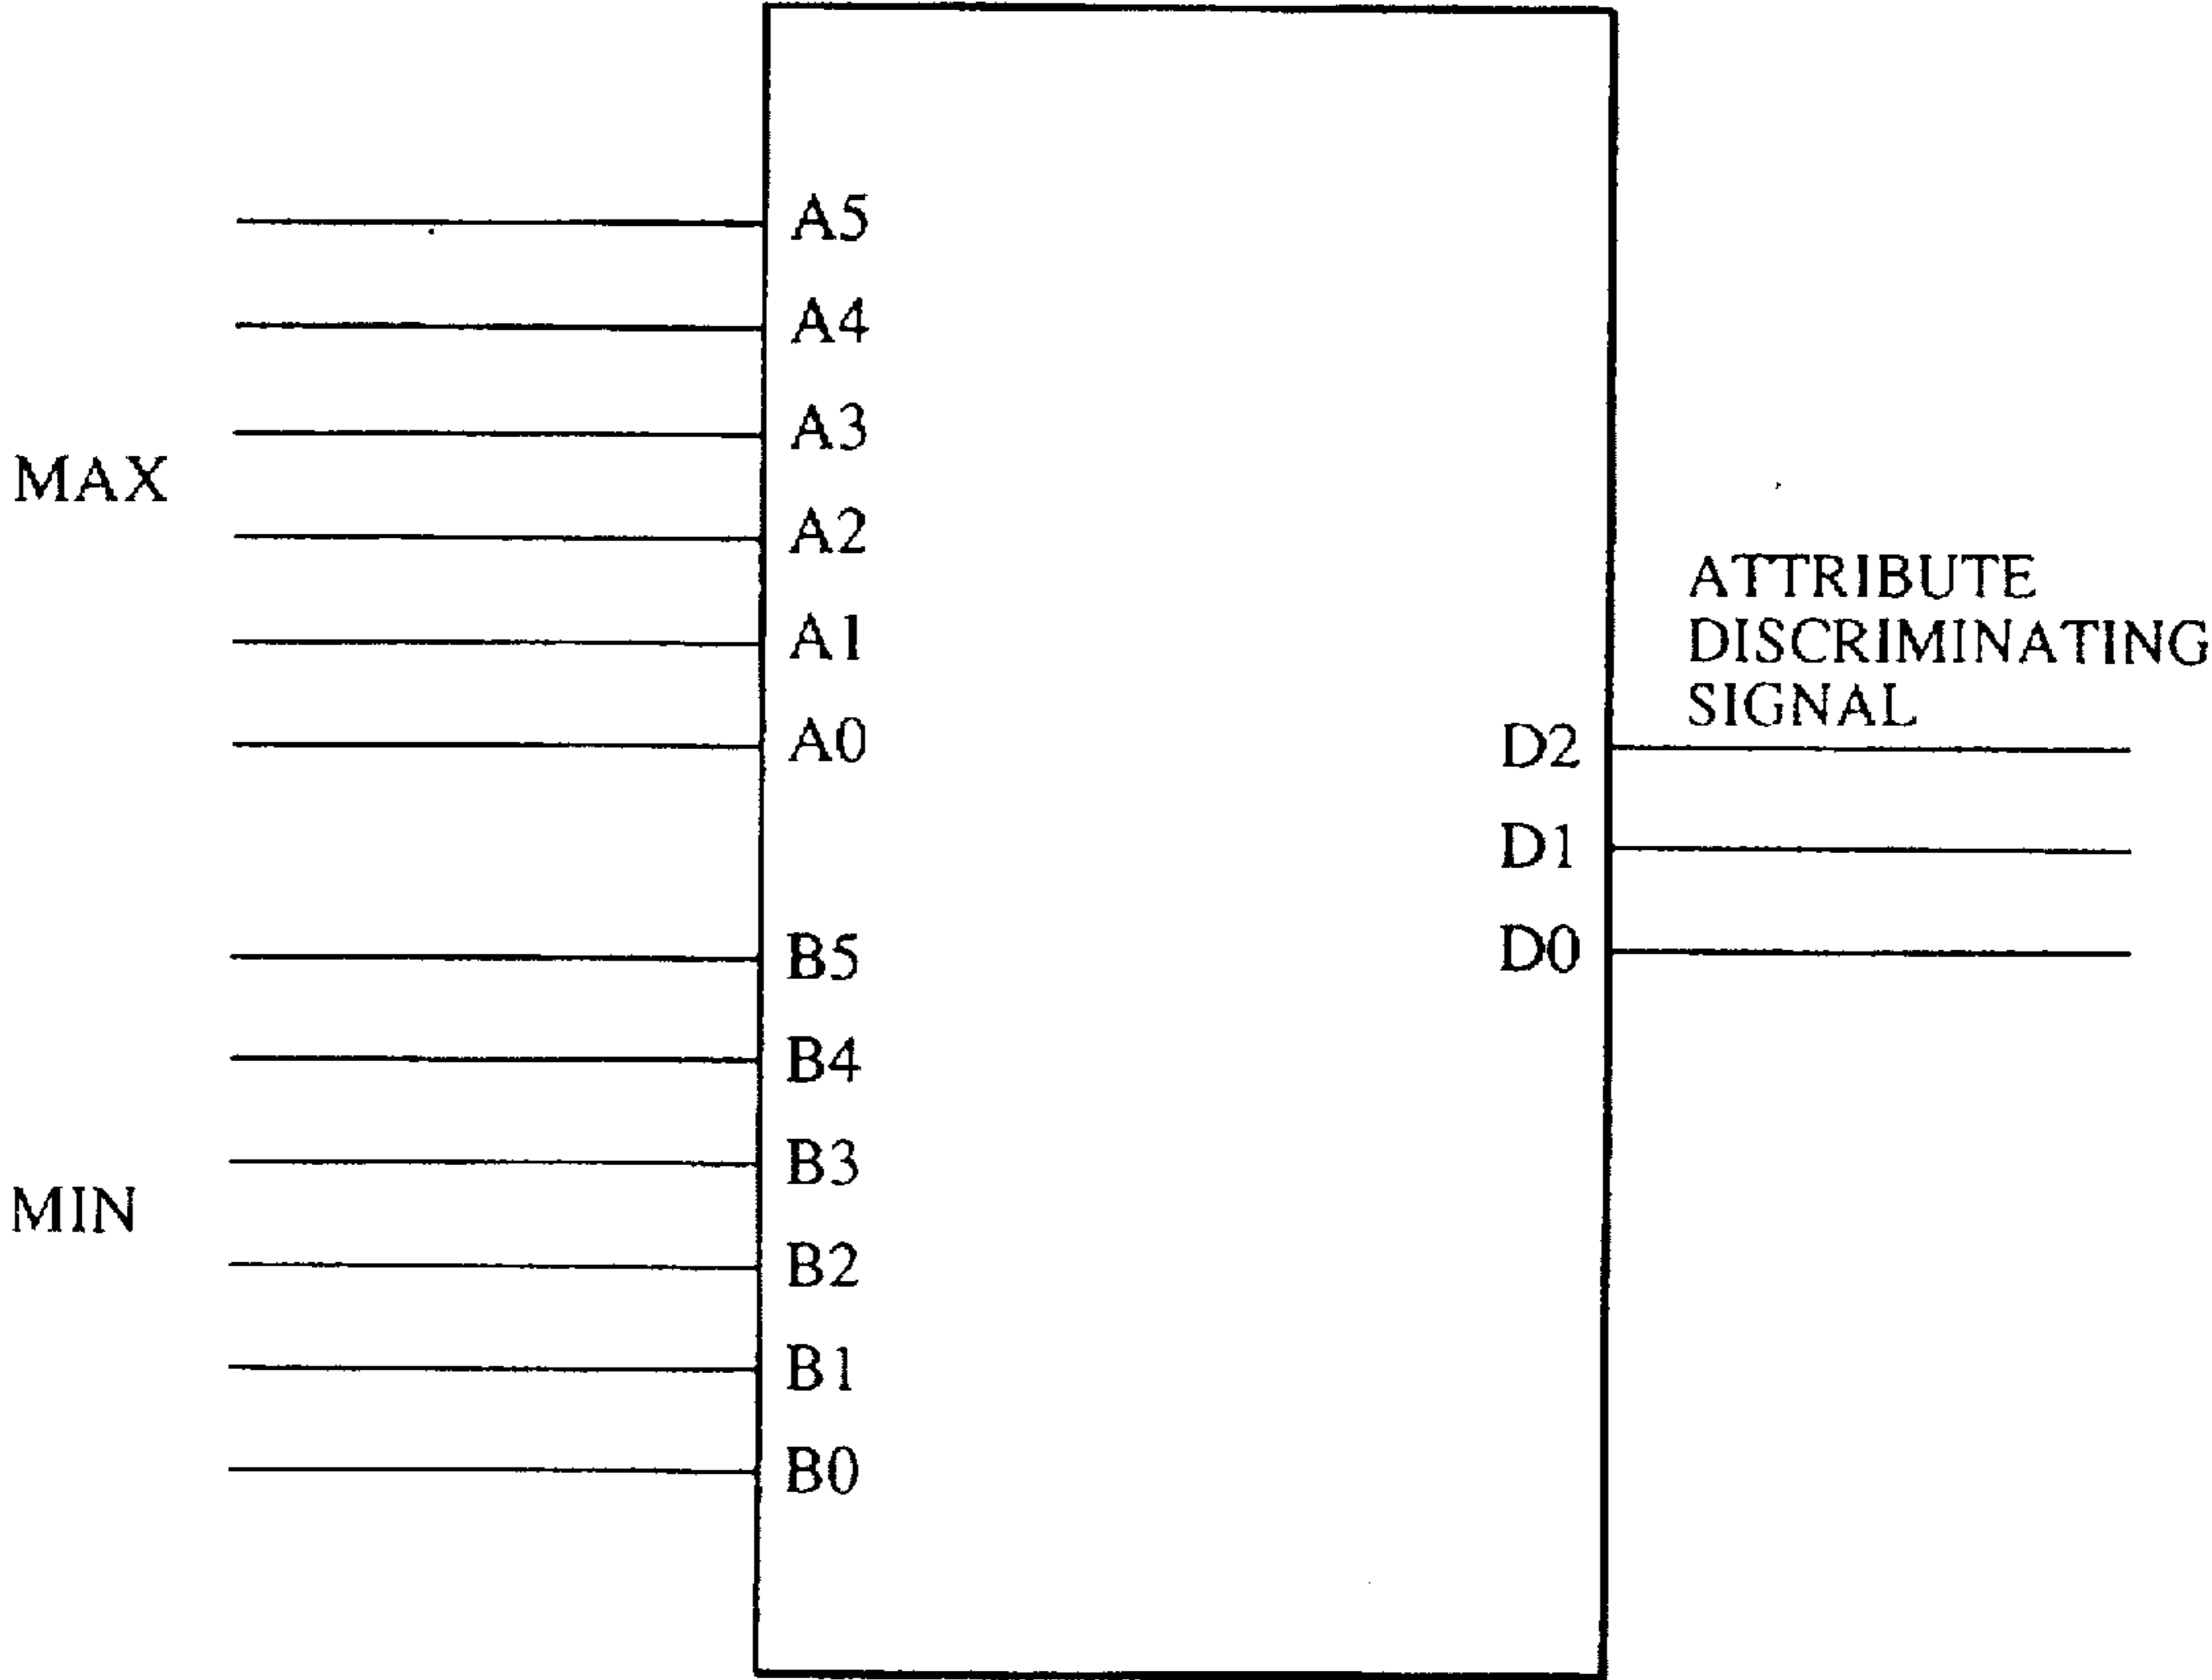 A5
A4
A3
MAX
A2
A1
A0
ATTRIBUTE
DISCRIMINATING
SIGNAL
D2
D1
D0
B5
B4
B3
MIN
B2
B1
B0